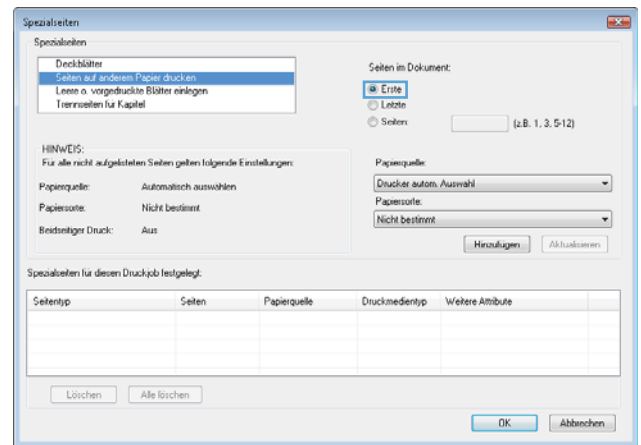 Spezialseiten
Spezialseiten
Deckblätter
Seiten auf anderem Papier drucken
Leere o. vorgedruckte Blätter einlegen
Trennseiten für Kapitel
Seiten im Dokument:
Erste
Letzte
Seiten: (z.B. 1, 3, 5-12)
HINWEIS:
Für alle nicht aufgelisteten Seiten gelten folgende Einstellungen:
Papierquelle: Automatisch auswählen
Papiersorte: Nicht bestimmt
Beidseitiger Druck: Aus
Papierquelle:
Drucker autom. Auswahl
Papiersorte:
Nicht bestimmt
Hinzufügen Aktualisieren
Spezialseiten für diesen Druckjob festgelegt:
Seitentyp Seiten Papierquelle Druckmedientyp Weitere Attribute
Löschen Alle löschen
OK Abbrechen